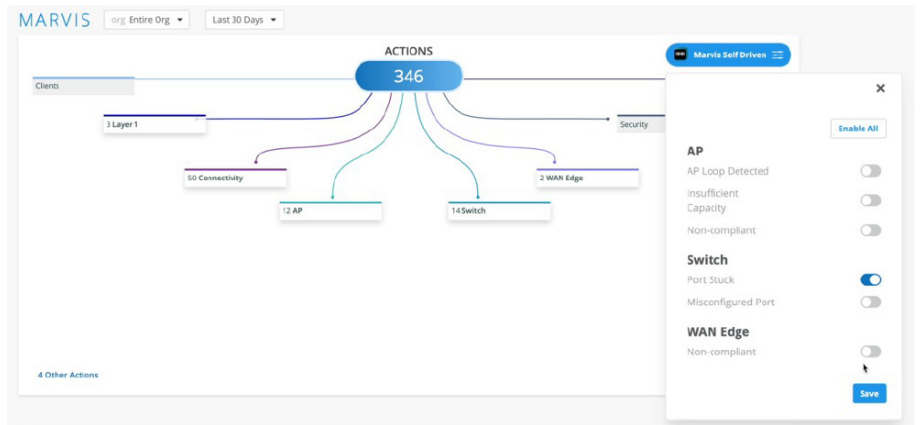 MARVIS
org Entire Org
Last 30 Days
ACTIONS
346
Marvis Self Driven
Clients
3 Layer 1
Security
50 Connectivity
2 WAN Edge
12 AP
14 Switch
4 Other Actions
Enable All
AP
AP Loop Detected
Insufficient
Capacity
Non-compliant
Switch
Port Stuck
Misconfigured Port
WAN Edge
Non-compliant
Save